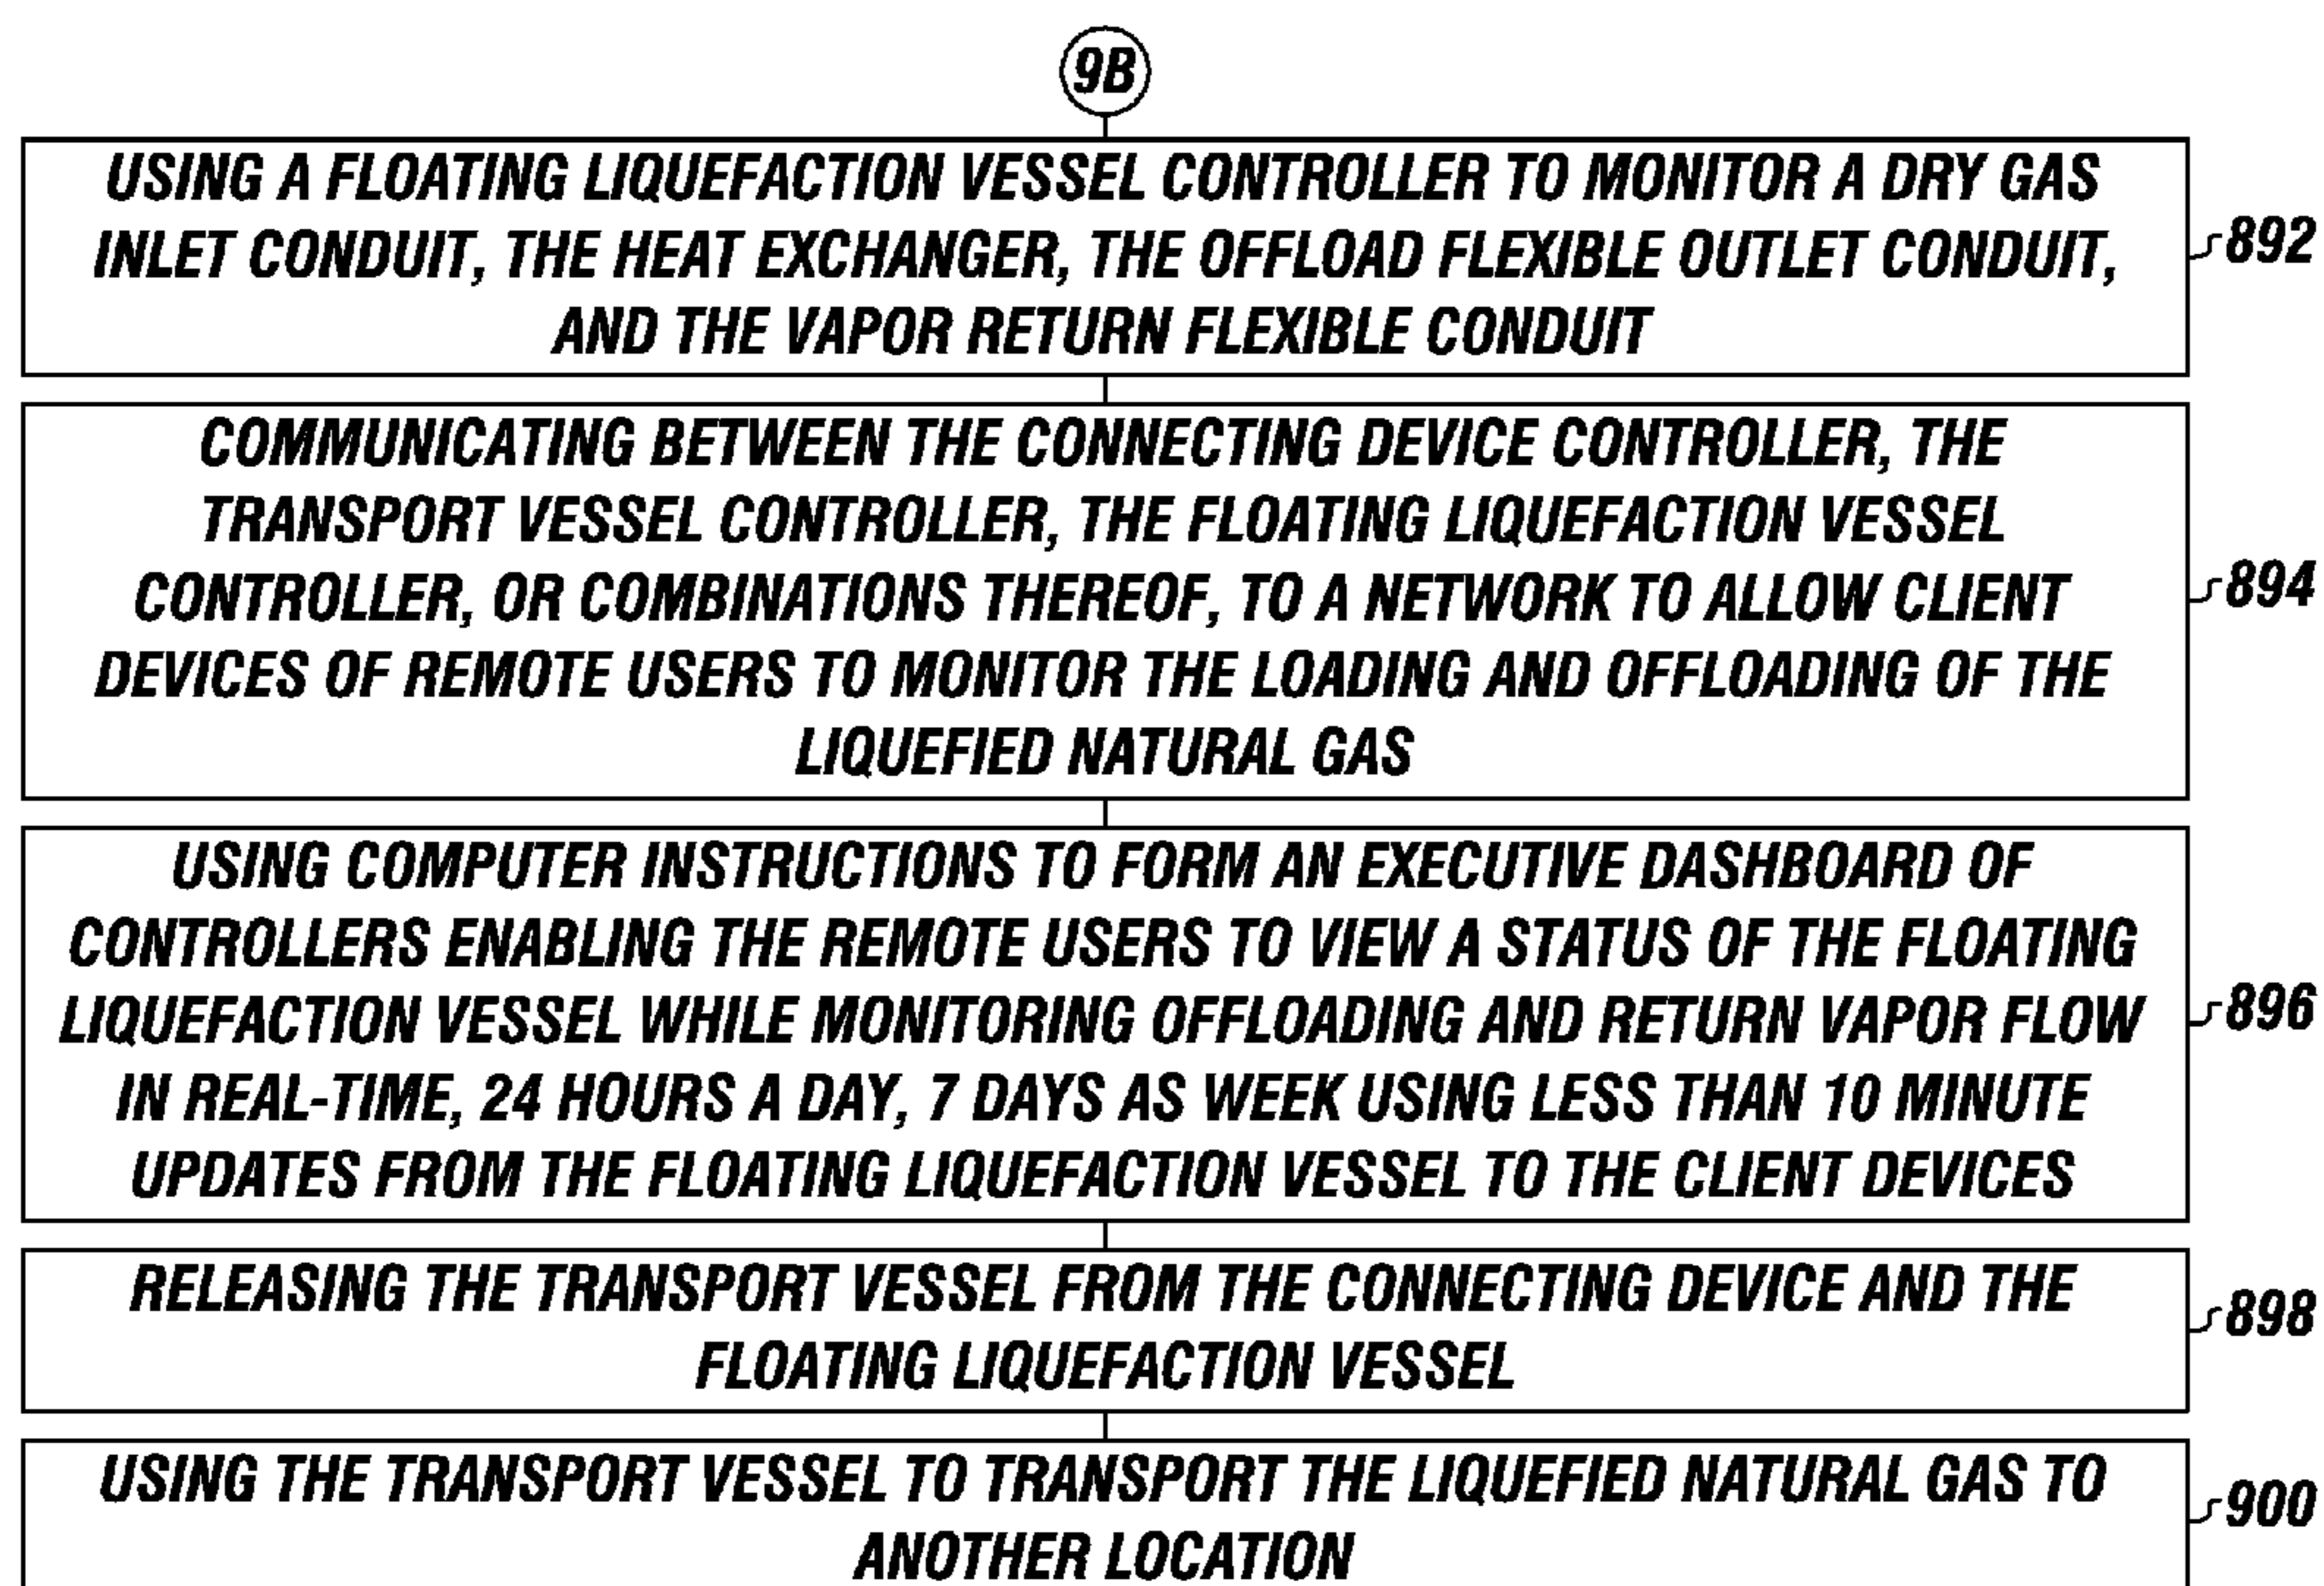 9B
USING A FLOATING LIQUEFACTION VESSEL CONTROLLER TO MONITOR A DRY GAS
INLET CONDUIT, THE HEAT EXCHANGER, THE OFFLOAD FLEXIBLE OUTLET CONDUIT,
AND THE VAPOR RETURN FLEXIBLE CONDUIT
892
COMMUNICATING BETWEEN THE CONNECTING DEVICE CONTROLLER, THE
TRANSPORT VESSEL CONTROLLER, THE FLOATING LIQUEFACTION VESSEL
CONTROLLER, OR COMBINATIONS THEREOF, TO A NETWORK TO ALLOW CLIENT
DEVICES OF REMOTE USERS TO MONITOR THE LOADING AND OFFLOADING OF THE
LIQUEFIED NATURAL GAS
894
USING COMPUTER INSTRUCTIONS TO FORM AN EXECUTIVE DASHBOARD OF
CONTROLLERS ENABLING THE REMOTE USERS TO VIEW A STATUS OF THE FLOATING
LIQUEFACTION VESSEL WHILE MONITORING OFFLOADING AND RETURN VAPOR FLOW
IN REAL-TIME, 24 HOURS A DAY, 7 DAYS AS WEEK USING LESS THAN 10 MINUTE
UPDATES FROM THE FLOATING LIQUEFACTION VESSEL TO THE CLIENT DEVICES
896
RELEASING THE TRANSPORT VESSEL FROM THE CONNECTING DEVICE AND THE
FLOATING LIQUEFACTION VESSEL
898
USING THE TRANSPORT VESSEL TO TRANSPORT THE LIQUEFIED NATURAL GAS TO
ANOTHER LOCATION
900